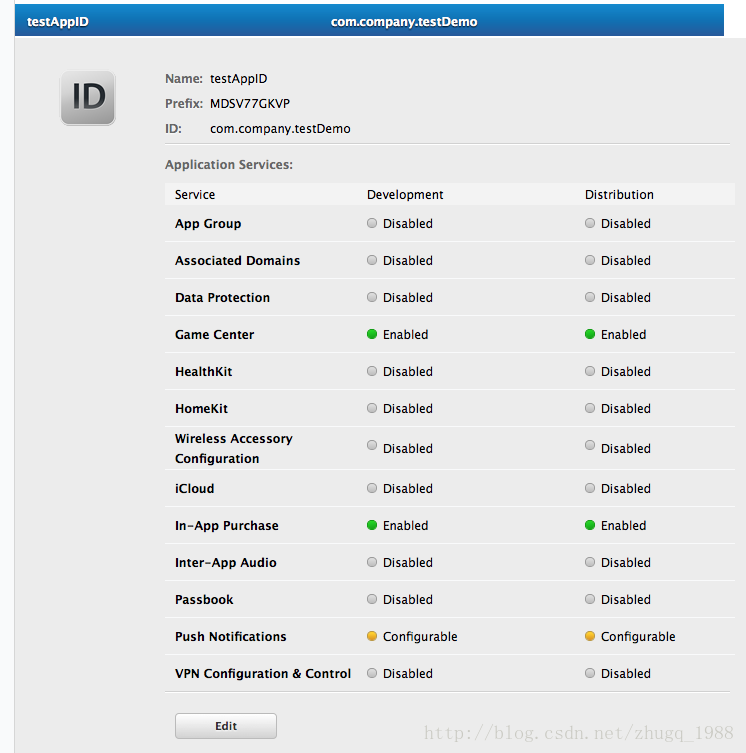 testAppID com.company.testDemo
ID
Name: testAppID
Prefix: MDSV77GKVP
ID: com.company.testDemo
Application Services:
Service Development Distribution
App Group Disabled Disabled
Associated Domains Disabled Disabled
Data Protection Disabled Disabled
Game Center Enabled Enabled
HealthKit Disabled Disabled
HomeKit Disabled Disabled
Wireless Accessory
Configuration Disabled Disabled
iCloud Disabled Disabled
In-App Purchase Enabled Enabled
Inter-App Audio Disabled Disabled
Passbook Disabled Disabled
Push Notifications Configurable Configurable
VPN Configuration & Control Disabled Disabled
Edit
http://blog.csdn.net/zhugq_1988